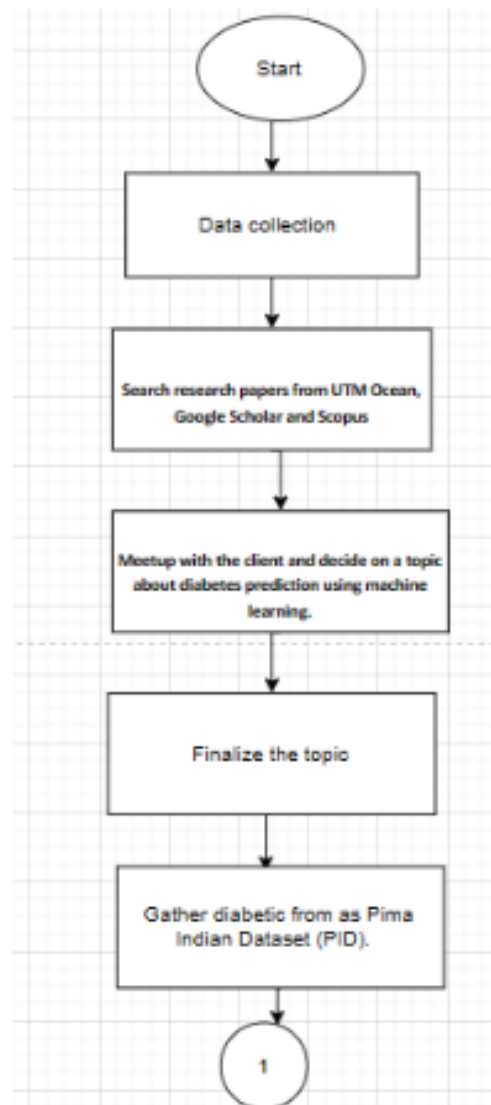 Start
Data collection
Search research papers from UTM Ocean,
Google Scholar and Scopus
Meetup with the client and decide on a topic
about diabetes prediction using machine
learning.
Finalize the topic
Gather diabetic from as Pima
Indian Dataset (PID).
1